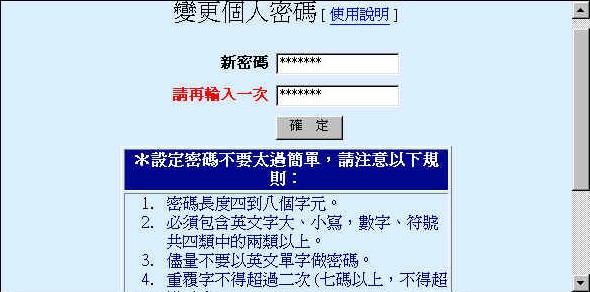 變更個人密碼[使用說明]
新密碼 *******
請再輸入一次 *******
確 定
＊設定密碼不要太過簡單，請注意以下規
則：
1. 密碼長度四到八個字元。
2. 必須包含英文字大、小寫，數字、符號
共四類中的兩類以上。
3. 儘量不要以英文單字做密碼。
4. 重覆字不得超過二次(七碼以上，不得超